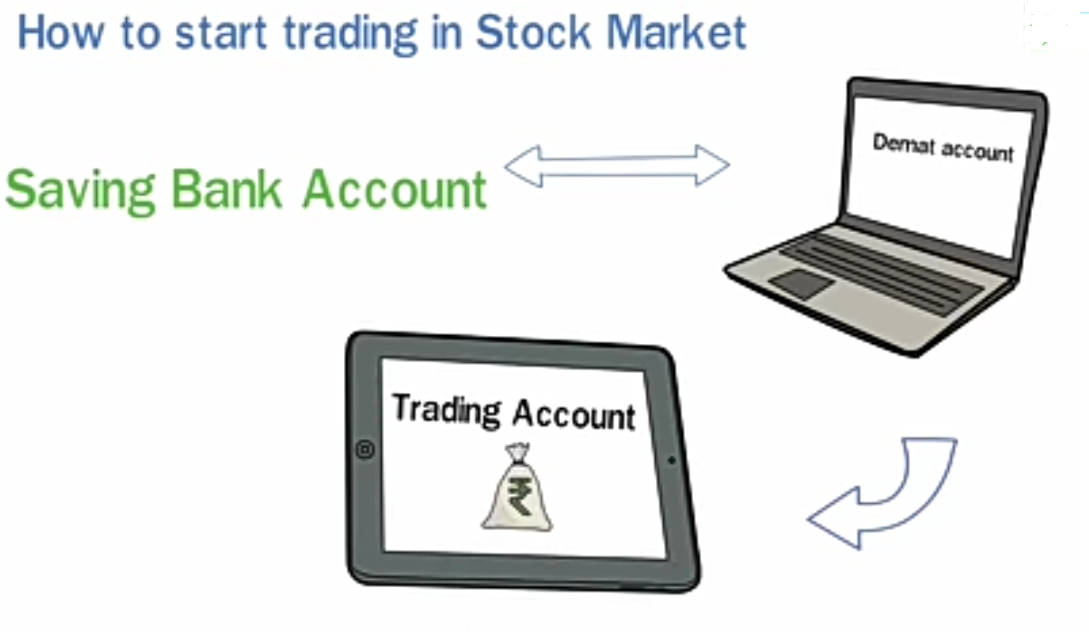 How to start trading in Stock Market
Demat account
Saving Bank Account
Trading Account
₹